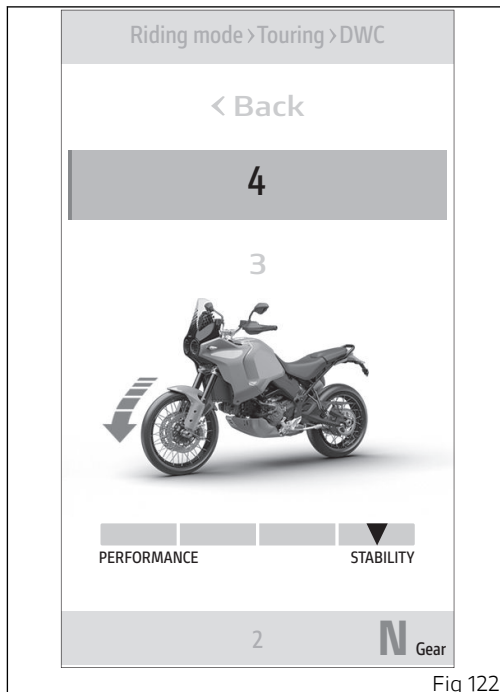 Riding mode › Touring › DWC
‹ Back
4
3
PERFORMANCE STABILITY
2 N Gear
Fig 122